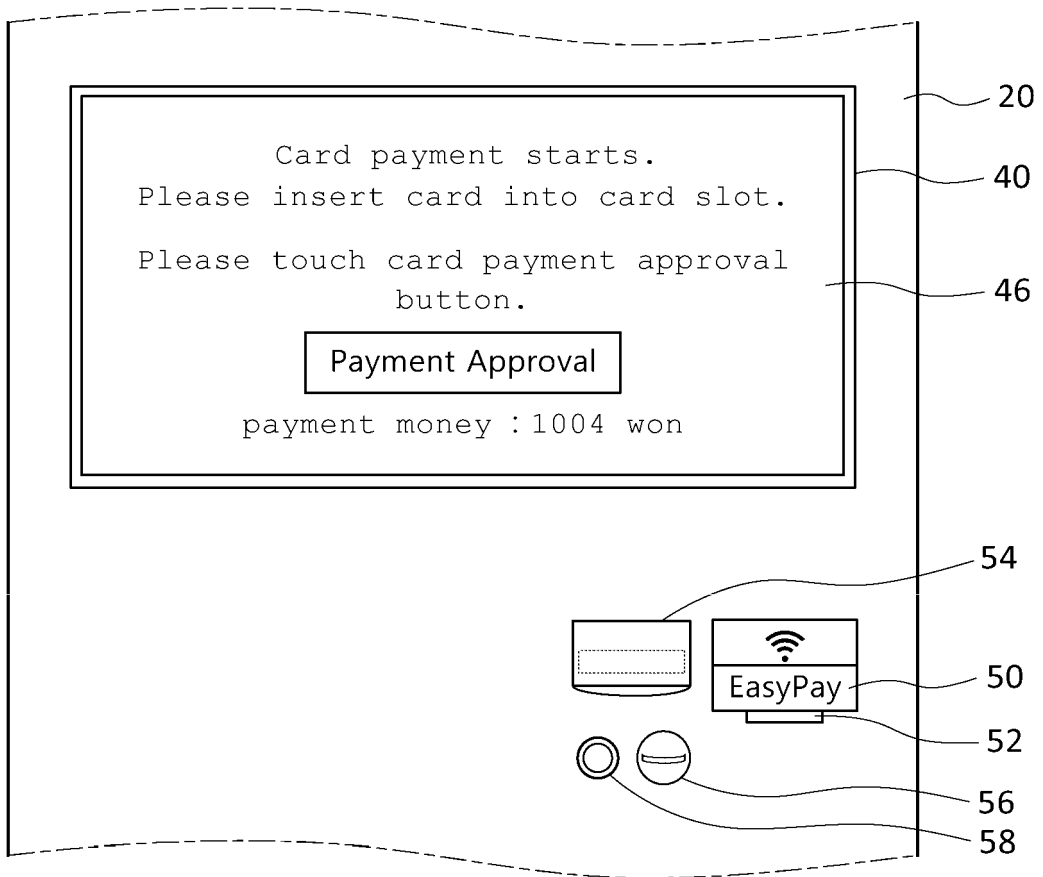 Card payment starts.
Please insert card into card slot.
Please touch card payment approval
button.
Payment Approval
payment money : 1004 won
20
40
46
54
EasyPay
50
52
56
58